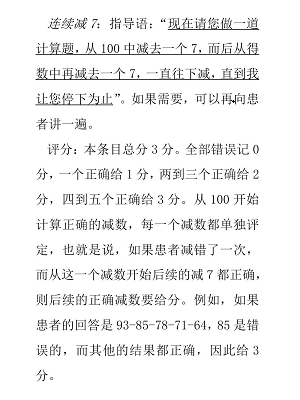 连续减 7：指导语：“现在请您做一道
计算题，从 100 中减去一个 7，而后从得
数中再减去一个 7，一直往下减，直到我
让您停下为止”。如果需要，可以再向患
者讲一遍。
评分：本条目总分 3 分。全部错误记 0
分，一个正确给 1 分，两到三个正确给 2
分，四到五个正确给 3 分。从 100 开始
计算正确的减数，每一个减数都单独评
定，也就是说，如果患者减错了一次，
而从这一个减数开始后续的减 7 都正确，
则后续的正确减数要给分。例如，如果
患者的回答是 93-85-78-71-64，85 是错
误的，而其他的结果都正确，因此给 3
分。